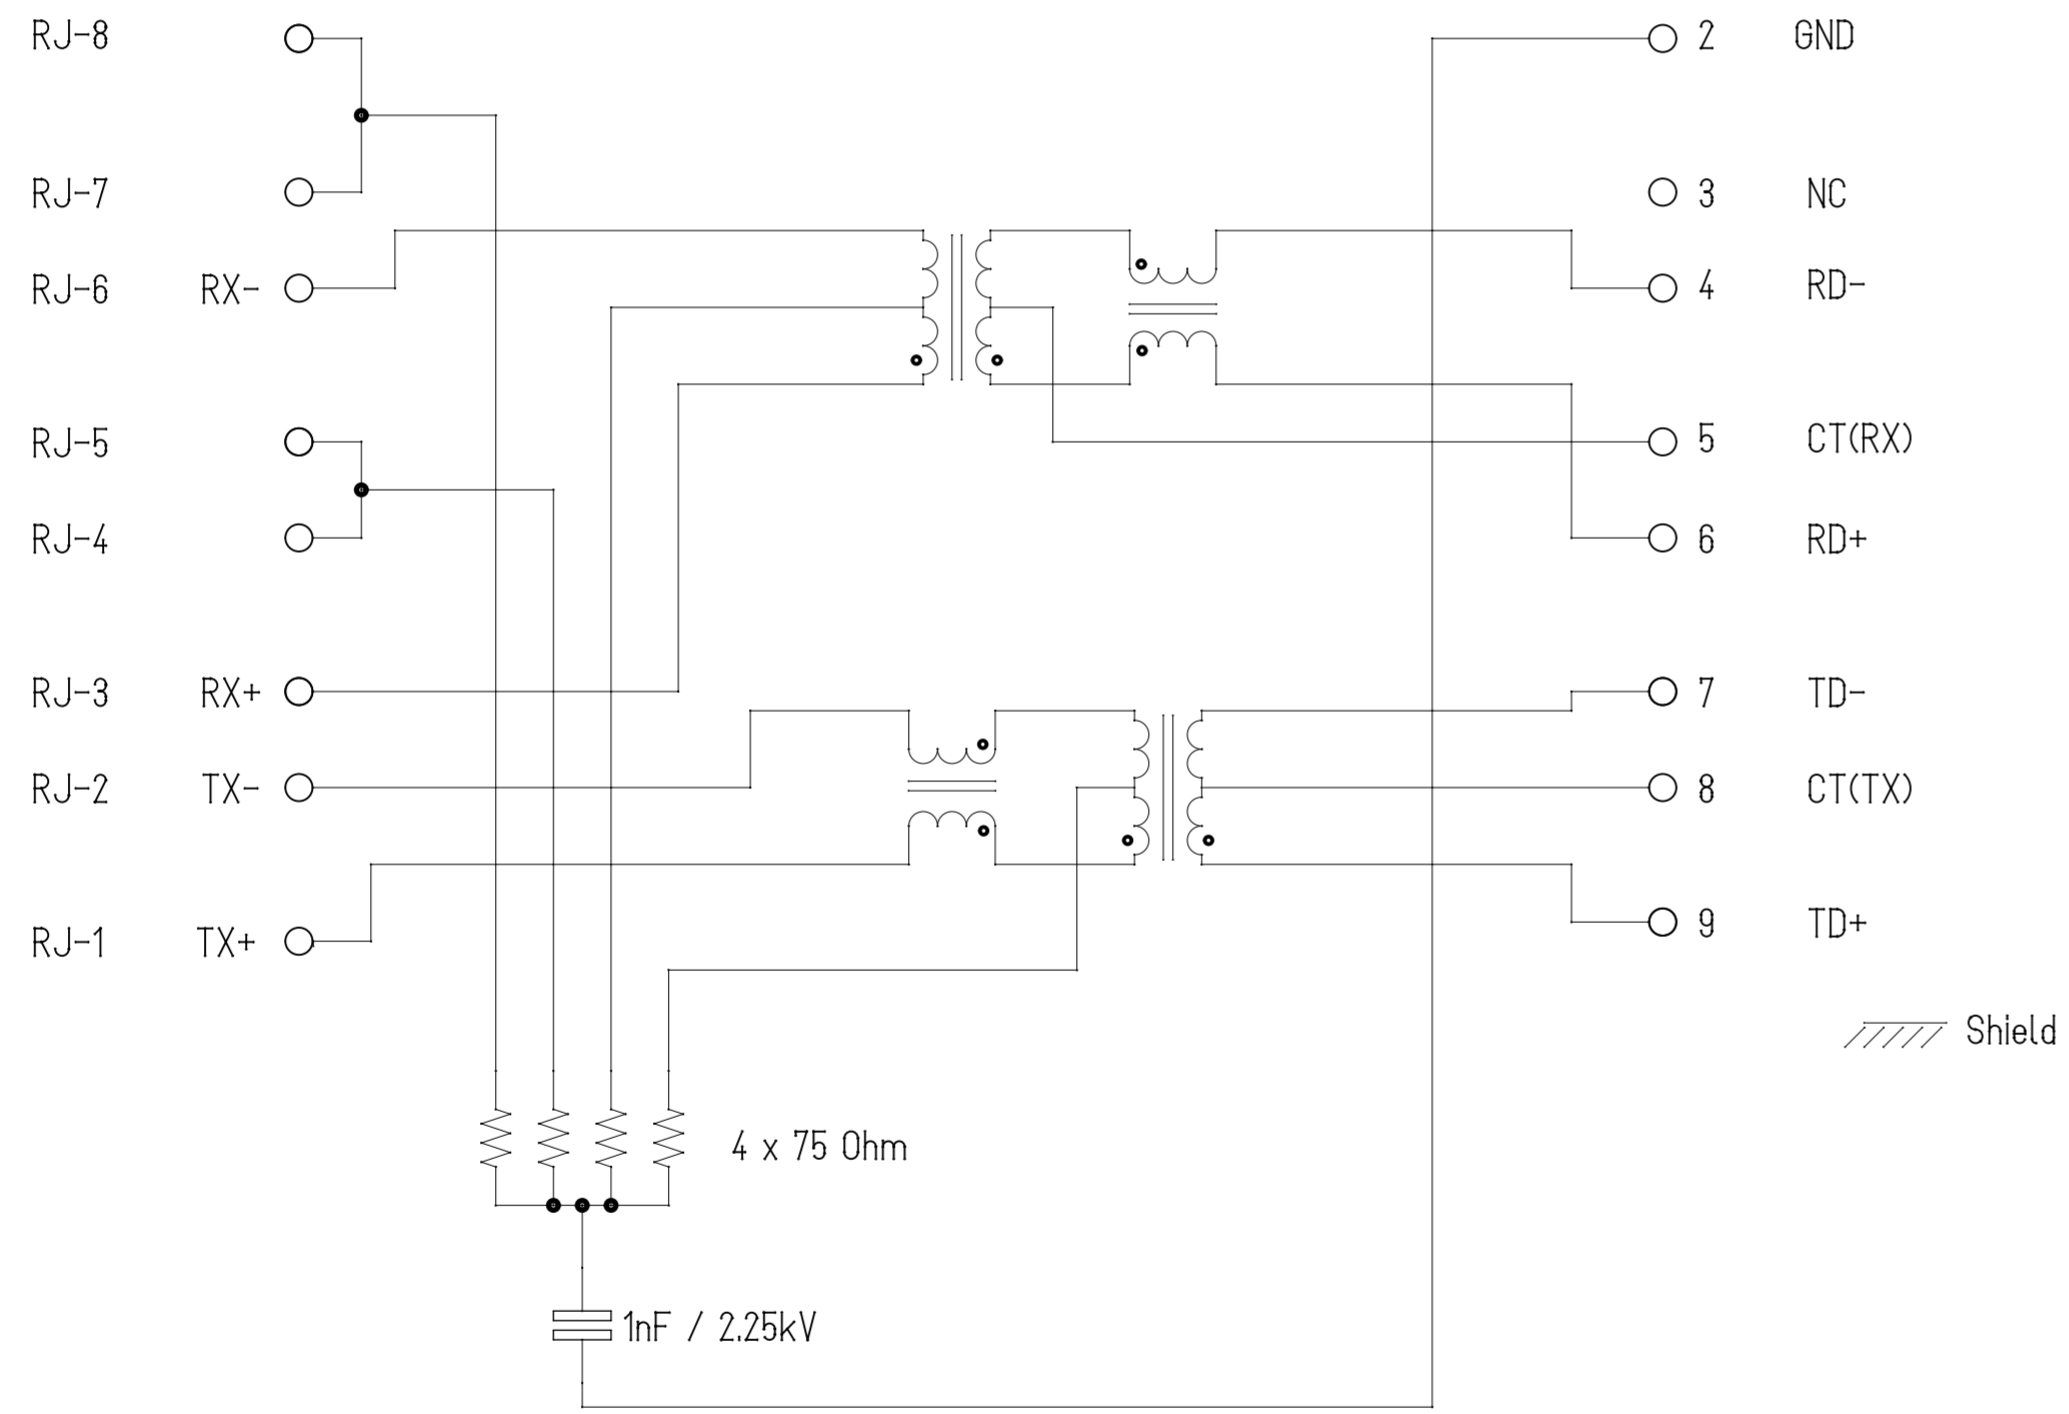 RJ-8 2 GND
RJ-7 3 NC
RJ-6 RX- 4 RD-
RJ-5 5 CT(RX)
RJ-4 6 RD+
RJ-3 RX+ 7 TD-
RJ-2 TX- 8 CT(TX)
RJ-1 TX+ 9 TD+
Shield
4 x 75 Ohm
1nF / 2.25kV